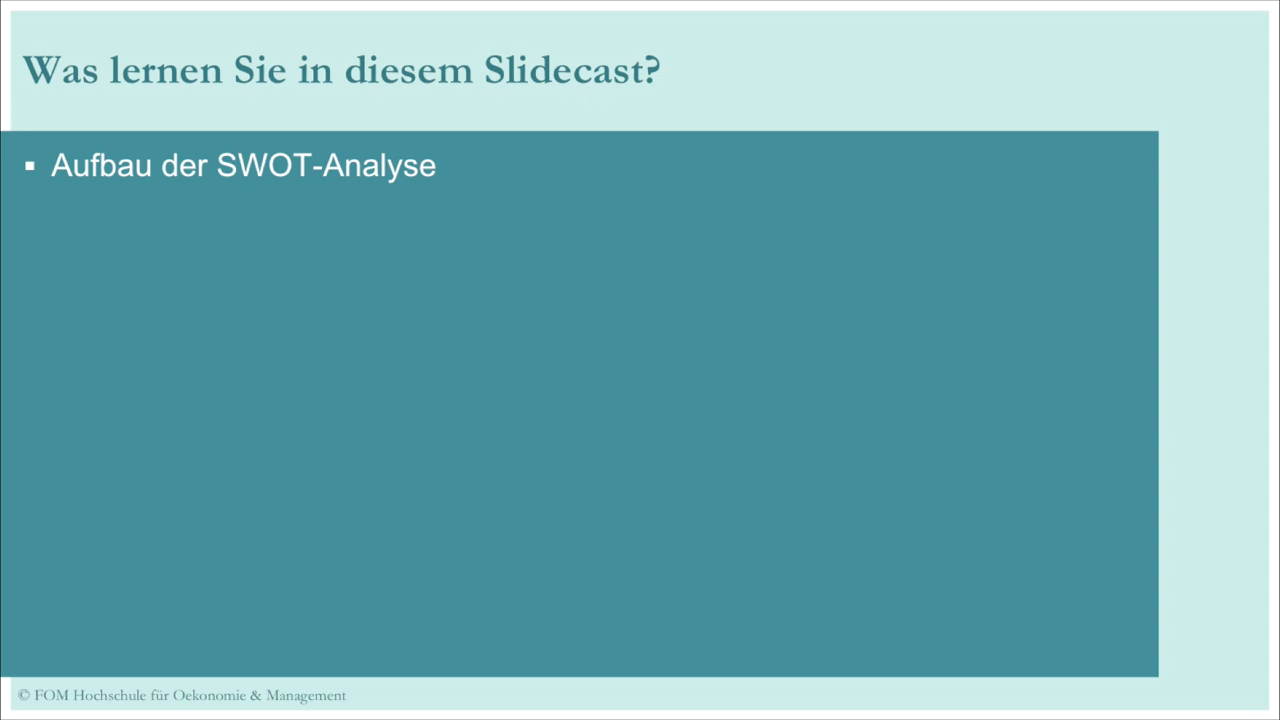 Was lernen Sie in diesem Slidecast?
▪ Aufbau der SWOT-Analyse
© FOM Hochschule für Oekonomie & Management